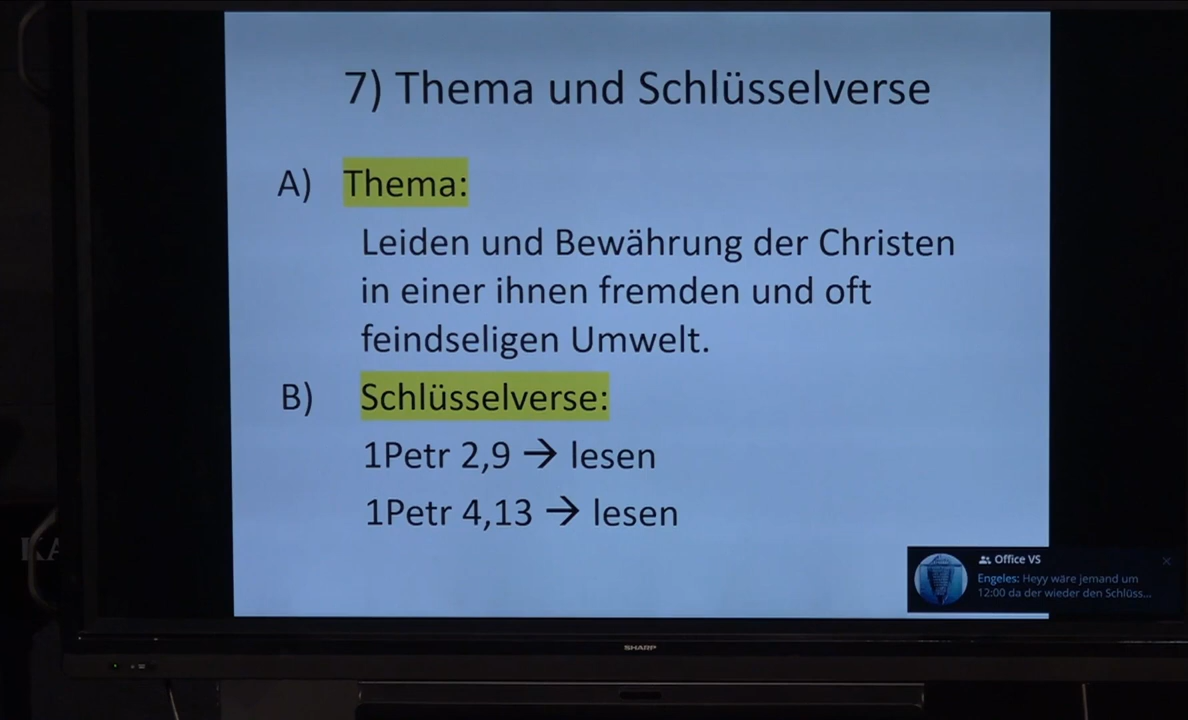 7) Thema und Schlüsselverse
A) Thema:
Leiden und Bewährung der Christen
in einer ihnen fremden und oft
feindseligen Umwelt.
B) Schlüsselverse:
1Petr 2,9 → lesen
1Petr 4,13 → lesen
Office VS
Engeles: Heyy wäre jemand um
12:00 da der wieder den Schlüss...
SHARP
KA